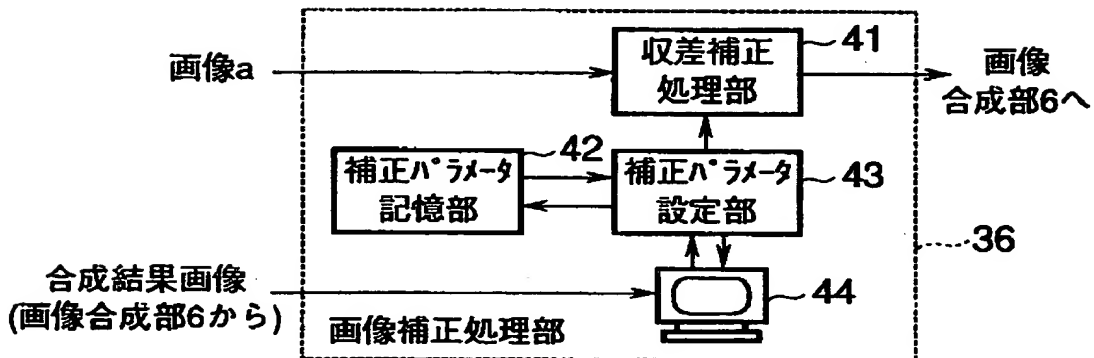 画像a
収差補正
処理部
41
画像
合成部6へ
補正パラメータ
記憶部
42
補正パラメータ
設定部
43
36
合成結果画像
(画像合成部6から)
44
画像補正処理部